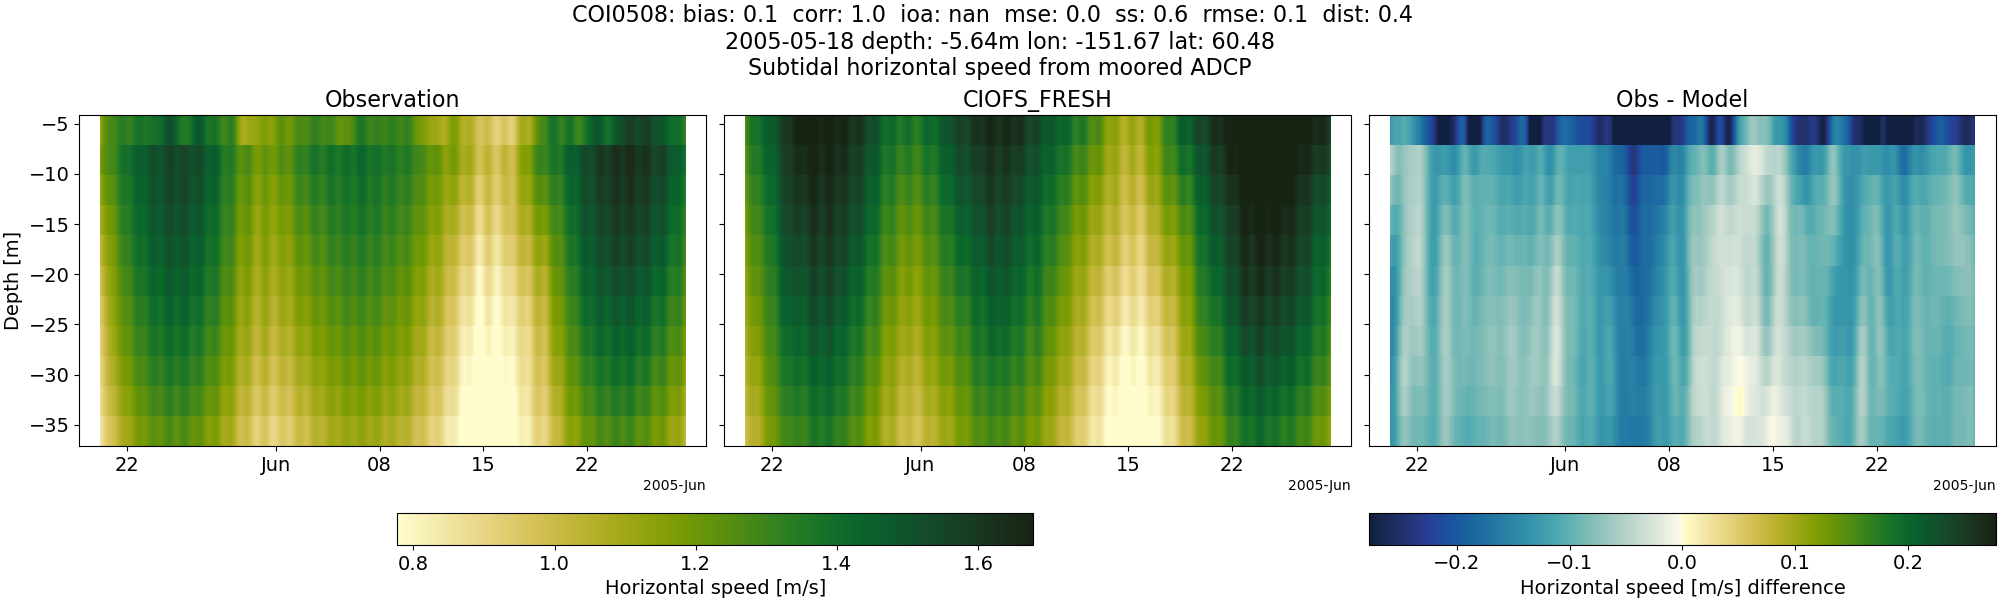 COI0508: bias: 0.1  corr: 1.0  ioa: nan  mse: 0.0  ss: 0.6  rmse: 0.1  dist: 0.4
2005-05-18 depth: -5.64m lon: -151.67 lat: 60.48
Subtidal horizontal speed from moored ADCP
Observation
CIOFS_FRESH
Obs - Model
Depth [m]
−5
−10
−15
−20
−25
−30
−35
22 Jun 08 15 22
2005-Jun
22 Jun 08 15 22
2005-Jun
22 Jun 08 15 22
2005-Jun
0.8 1.0 1.2 1.4 1.6
Horizontal speed [m/s]
−0.2 −0.1 0.0 0.1 0.2
Horizontal speed [m/s] difference